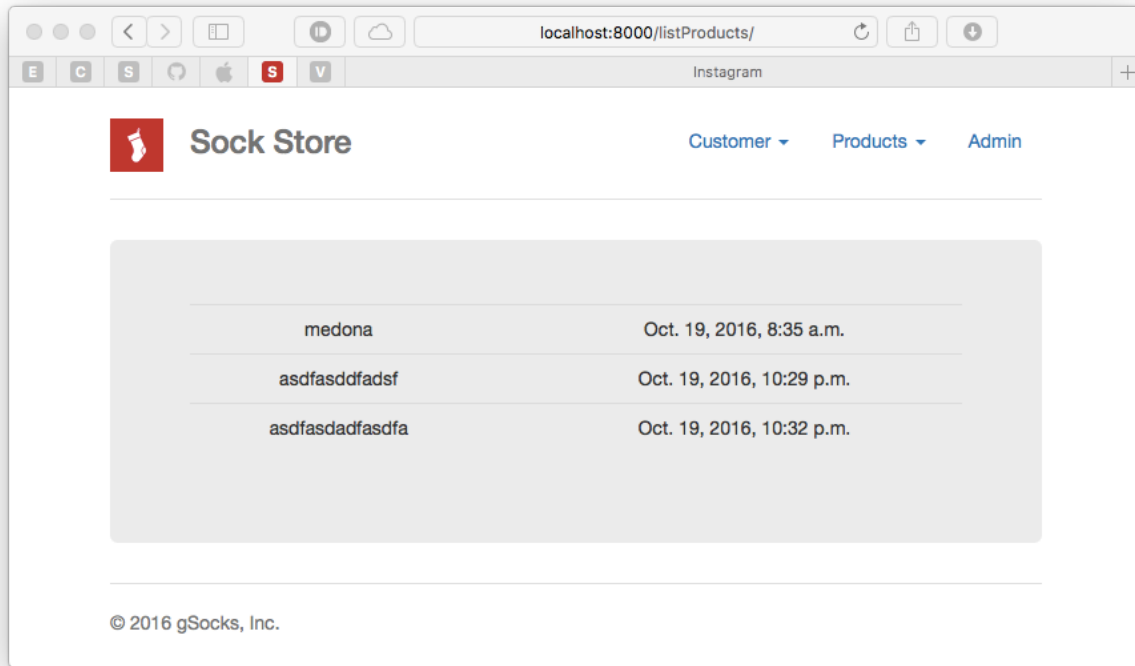 localhost:8000/listProducts/
E C S S V Instagram +
Sock Store Customer Products Admin
medona Oct. 19, 2016, 8:35 a.m.
asdfasddfadsf Oct. 19, 2016, 10:29 p.m.
asdfasdadfasdfa Oct. 19, 2016, 10:32 p.m.
© 2016 gSocks, Inc.